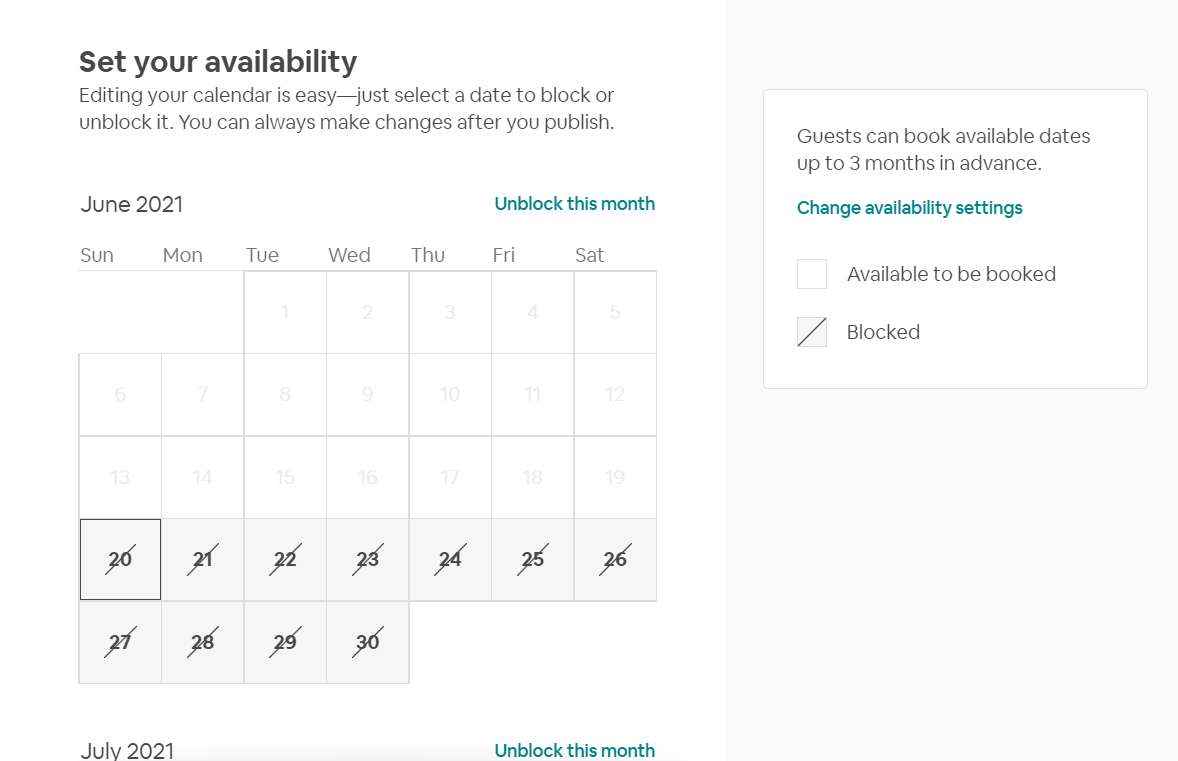 Set your availability
Editing your calendar is easy—just select a date to block or
unblock it. You can always make changes after you publish.
June 2021 Unblock this month
Sun Mon Tue Wed Thu Fri Sat
1 2 3 4 5
6 7 8 9 10 11 12
13 14 15 16 17 18 19
20 21 22 23 24 25 26
27 28 29 30
July 2021 Unblock this month
Guests can book available dates
up to 3 months in advance.
Change availability settings
Available to be booked
Blocked